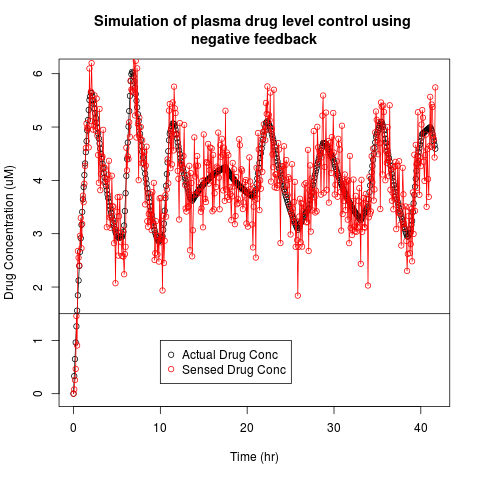 Simulation of plasma drug level control using
negative feedback
Drug Concentration (uM)
6
5
4
3
2
1
0
Actual Drug Conc
Sensed Drug Conc
0
10
20
30
40
Time (hr)